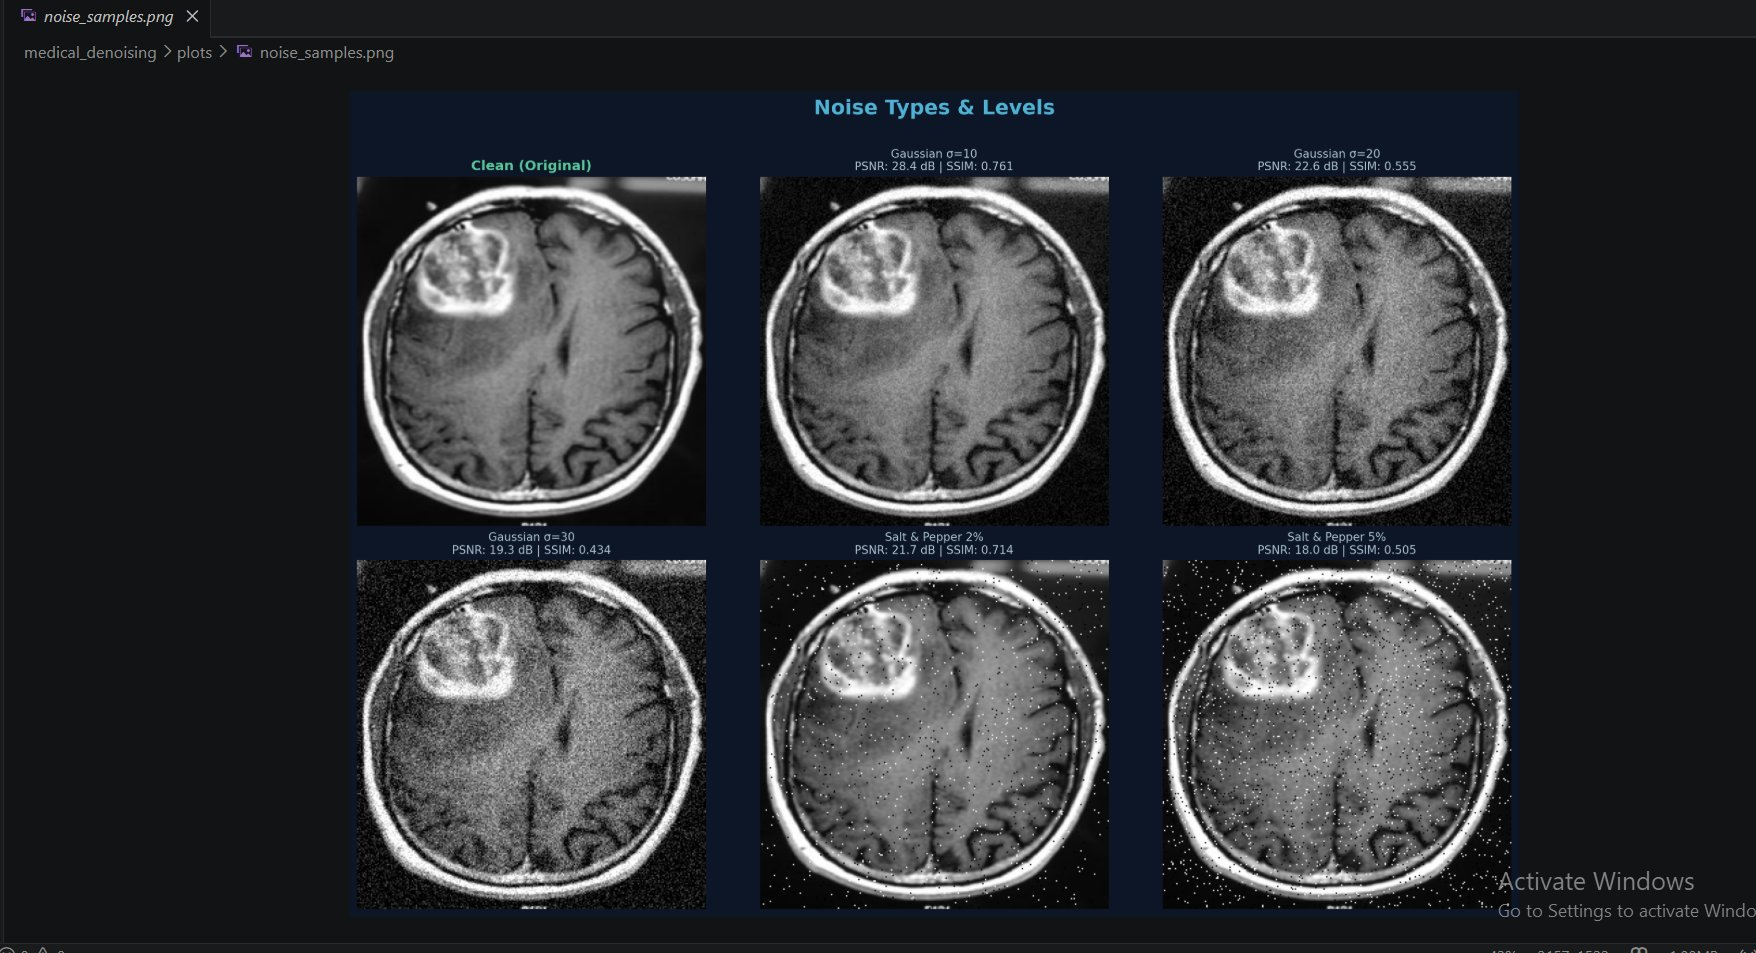 noise_samples.png
medical_denoising > plots > noise_samples.png
Noise Types & Levels
Clean (Original)
Gaussian σ=10
PSNR: 28.4 dB | SSIM: 0.761
Gaussian σ=20
PSNR: 22.6 dB | SSIM: 0.555
Gaussian σ=30
PSNR: 19.3 dB | SSIM: 0.434
Salt & Pepper 2%
PSNR: 21.7 dB | SSIM: 0.714
Salt & Pepper 5%
PSNR: 18.0 dB | SSIM: 0.505
Activate Windows
Go to Settings to activate Windo